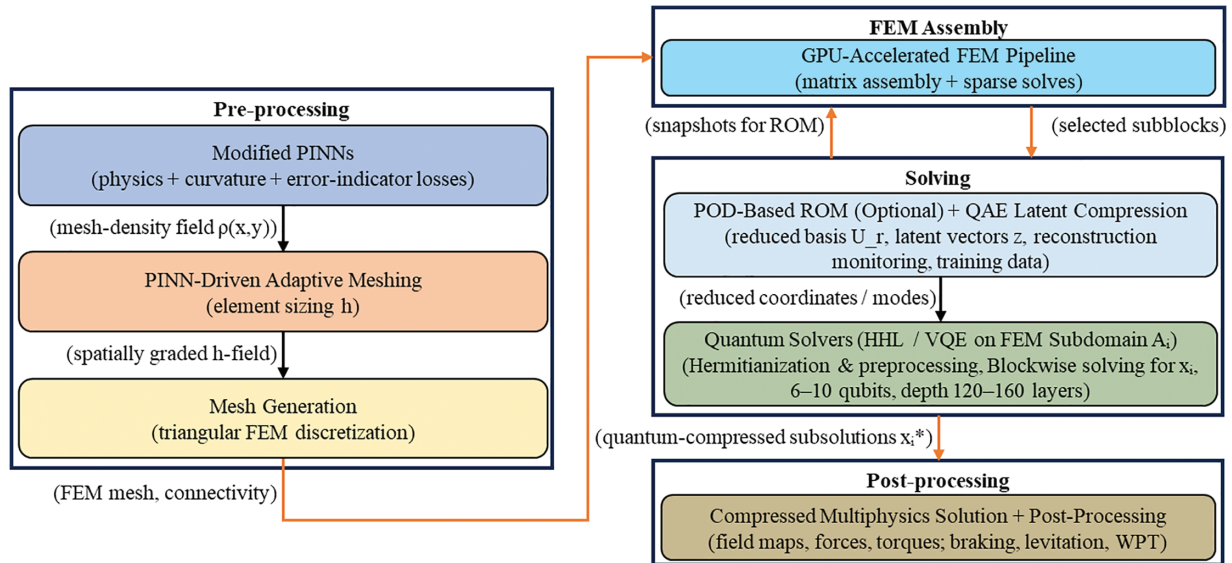 Pre-processing
Modified PINNs
(physics + curvature + error-indicator losses)
(mesh-density field ρ(x,y))
PINN-Driven Adaptive Meshing
(element sizing h)
(spatially graded h-field)
Mesh Generation
(triangular FEM discretization)
(FEM mesh, connectivity)
FEM Assembly
GPU-Accelerated FEM Pipeline
(matrix assembly + sparse solves)
(snapshots for ROM)
(selected subblocks)
Solving
POD-Based ROM (Optional) + QAE Latent Compression
(reduced basis U_r, latent vectors z, reconstruction
monitoring, training data)
(reduced coordinates / modes)
Quantum Solvers (HHL / VQE on FEM Subdomain Aᵢ)
(Hermitianization & preprocessing, Blockwise solving for xᵢ,
6–10 qubits, depth 120–160 layers)
(quantum-compressed subsolutions xᵢ*)
Post-processing
Compressed Multiphysics Solution + Post-Processing
(field maps, forces, torques; braking, levitation, WPT)